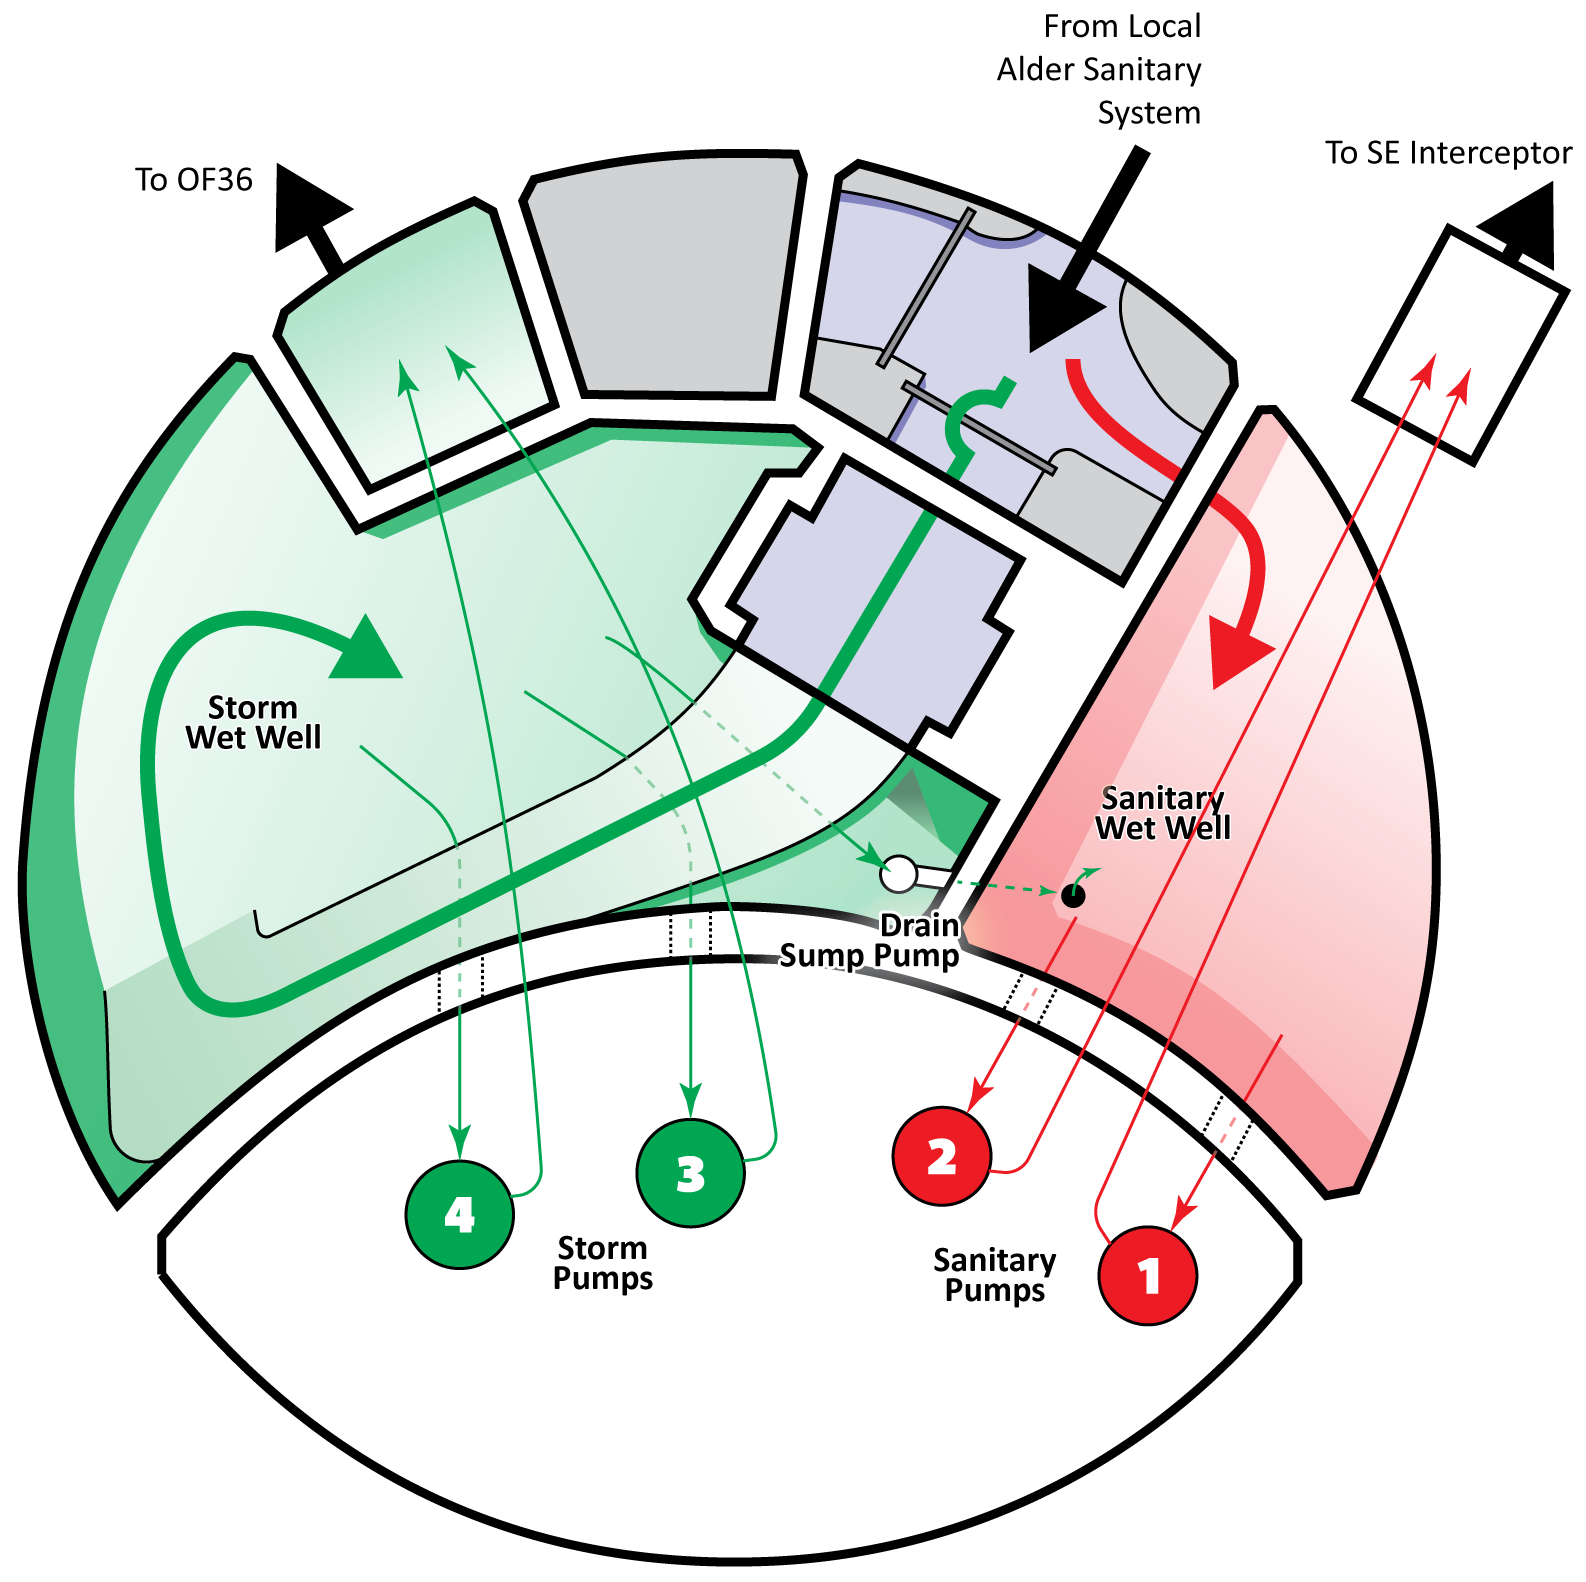 From Local
Alder Sanitary
System
To SE Interceptor
To OF36
Storm
Wet Well
Sanitary
Wet Well
Drain
Sump Pump
2
3
4
1
Storm
Pumps
Sanitary
Pumps